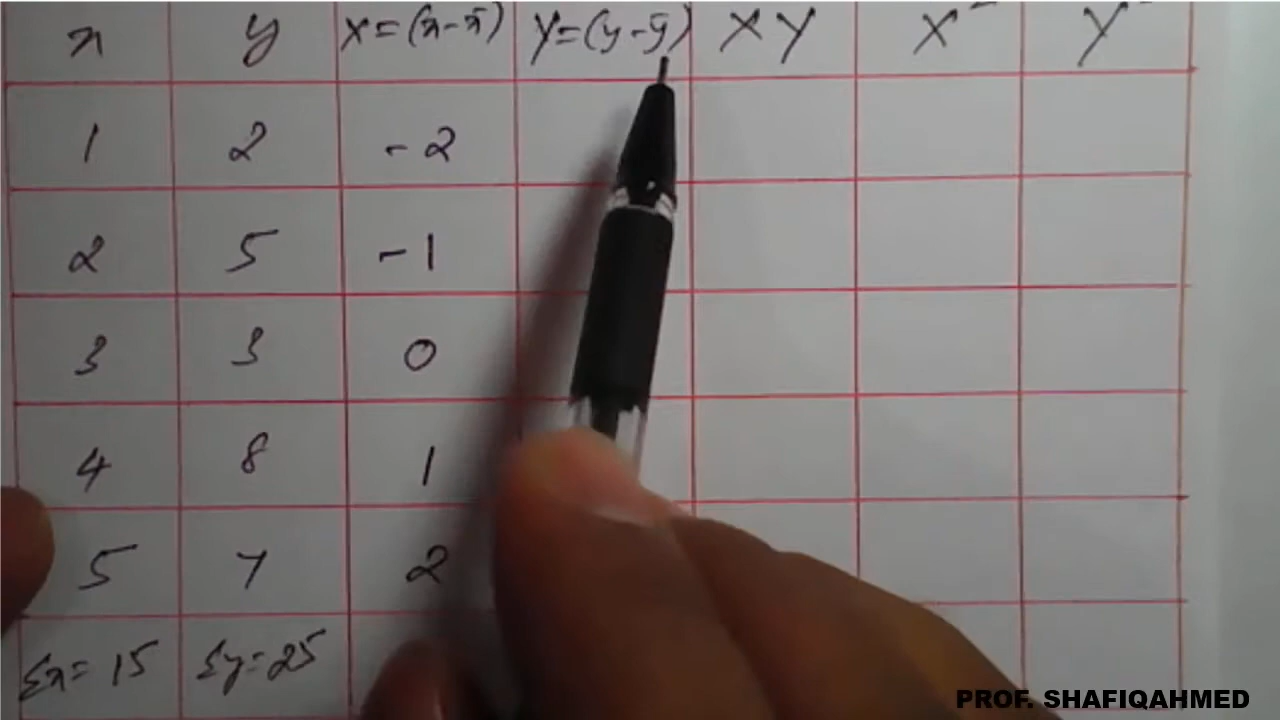 x y X=(x-x̄) Y=(y-ȳ) XY X² Y²
1 2 -2
2 5 -1
3 3 0
4 8 1
5 7 2
Σx=15 Σy=25
PROF. SHAFIQAHMED